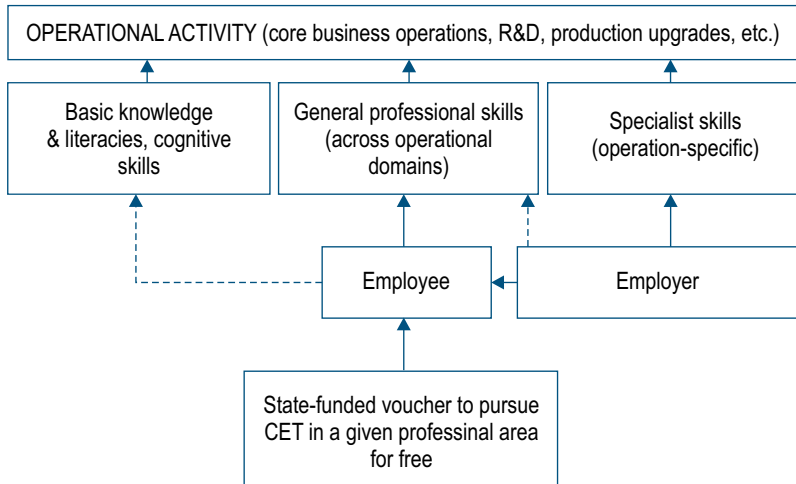 OPERATIONAL ACTIVITY (core business operations, R&D, production upgrades, etc.)
Basic knowledge
& literacies, cognitive
skills
General professional skills
(across operational
domains)
Specialist skills
(operation-specific)
Employee
Employer
State-funded voucher to pursue
CET in a given professinal area
for free